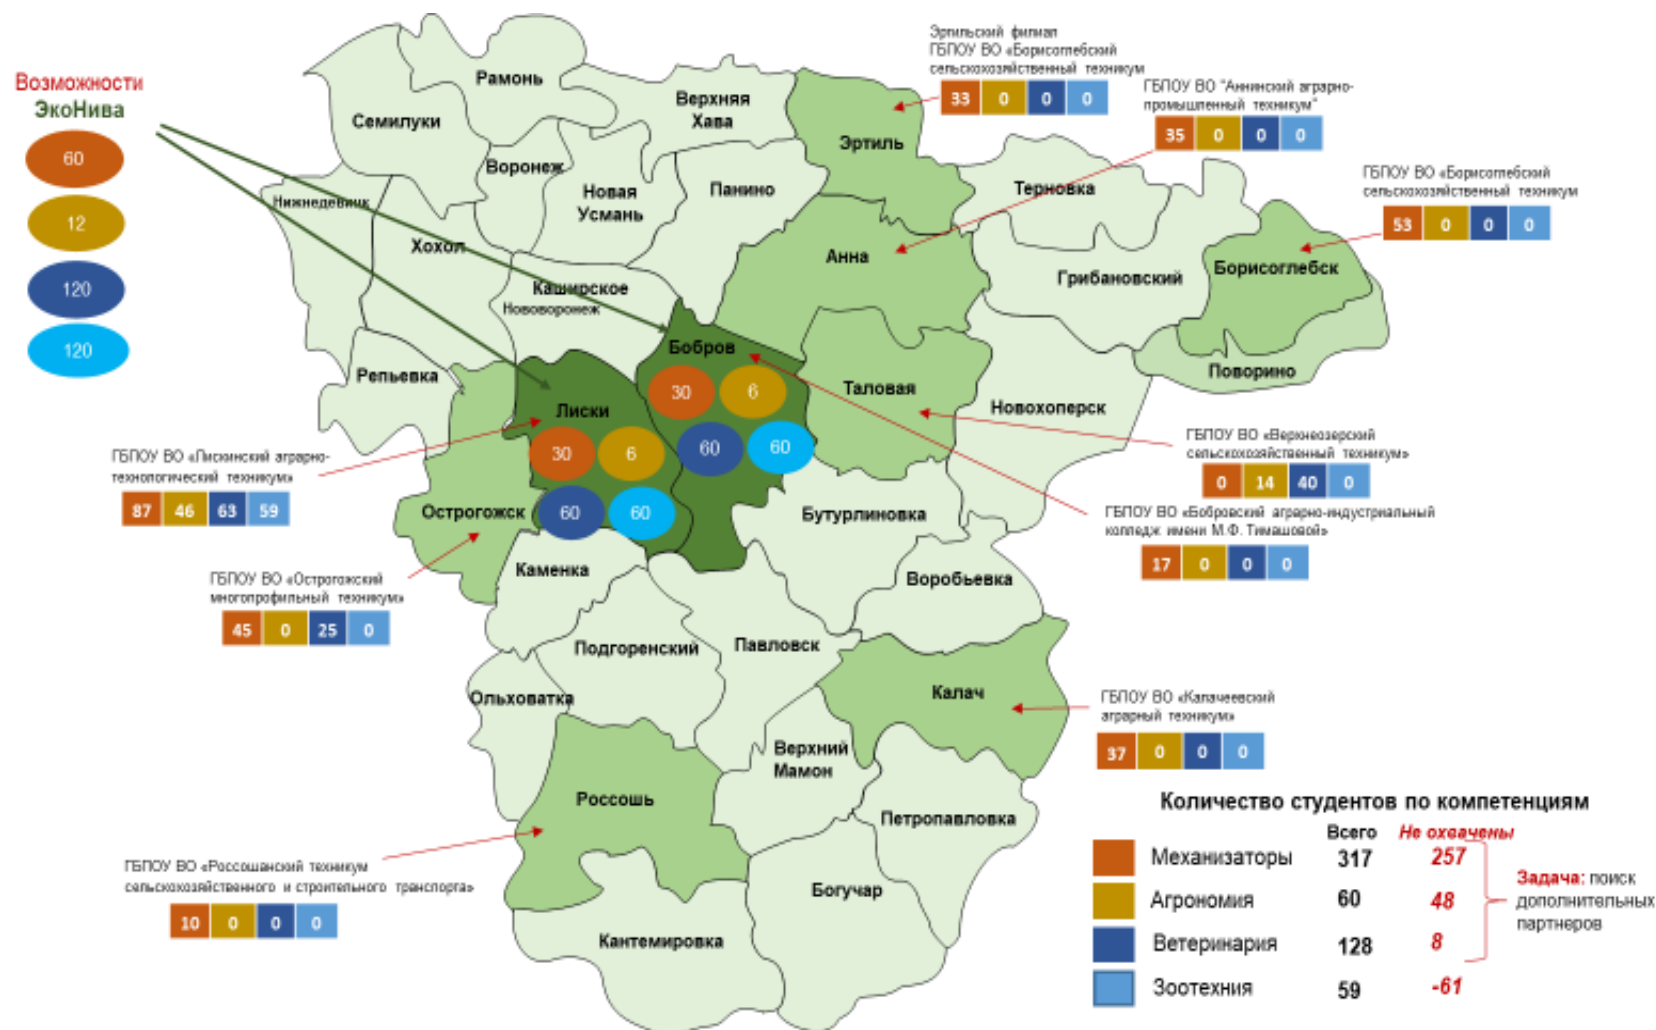 Возможности
ЭкоНива
60
12
120
120
Эртильский филиал
ГБПОУ ВО «Борисоглебский
сельскохозяйственный техникум
33 0 0 0
ГБПОУ ВО "Аннинский аграрно-
промышленный техникум"
35 0 0 0
ГБПОУ ВО «Борисоглебский
сельскохозяйственный техникум
53 0 0 0
Рамонь
Семилуки
Верхняя
Хава
Эртиль
Воронеж
Новая
Усмань
Панино
Терновка
Нижнедевицк
Хохол
Анна
Грибановский
Борисоглебск
Каширское
Нововоронеж
Бобров
30 6
60 60
Репьевка
Лиски
30 6
60 60
Таловая
Новохоперск
Поворино
ГБПОУ ВО «Лискинский аграрно-
технологический техникум»
87 46 63 59
ГБПОУ ВО «Верхнеозерский
сельскохозяйственный техникум»
0 14 40 0
Острогожск
Бутурлиновка
ГБПОУ ВО «Бобровский аграрно-индустриальный
колледж имени М.Ф. Тимашовой»
17 0 0 0
Каменка
Воробьевка
ГБПОУ ВО «Острогожский
многопрофильный техникум»
45 0 25 0
Подгоренский
Павловск
Ольховатка
Калач
ГБПОУ ВО «Калачеевский
аграрный техникум»
37 0 0 0
Верхний
Мамон
Россошь
Петропавловка
ГБПОУ ВО «Россошанский техникум
сельскохозяйственного и строительного транспорта»
10 0 0 0
Богучар
Кантемировка
Количество студентов по компетенциям
Всего Не охвачены
Механизаторы 317 257
Агрономия 60 48
Ветеринария 128 8
Зоотехния 59 -61
Задача: поиск
дополнительных
партнеров